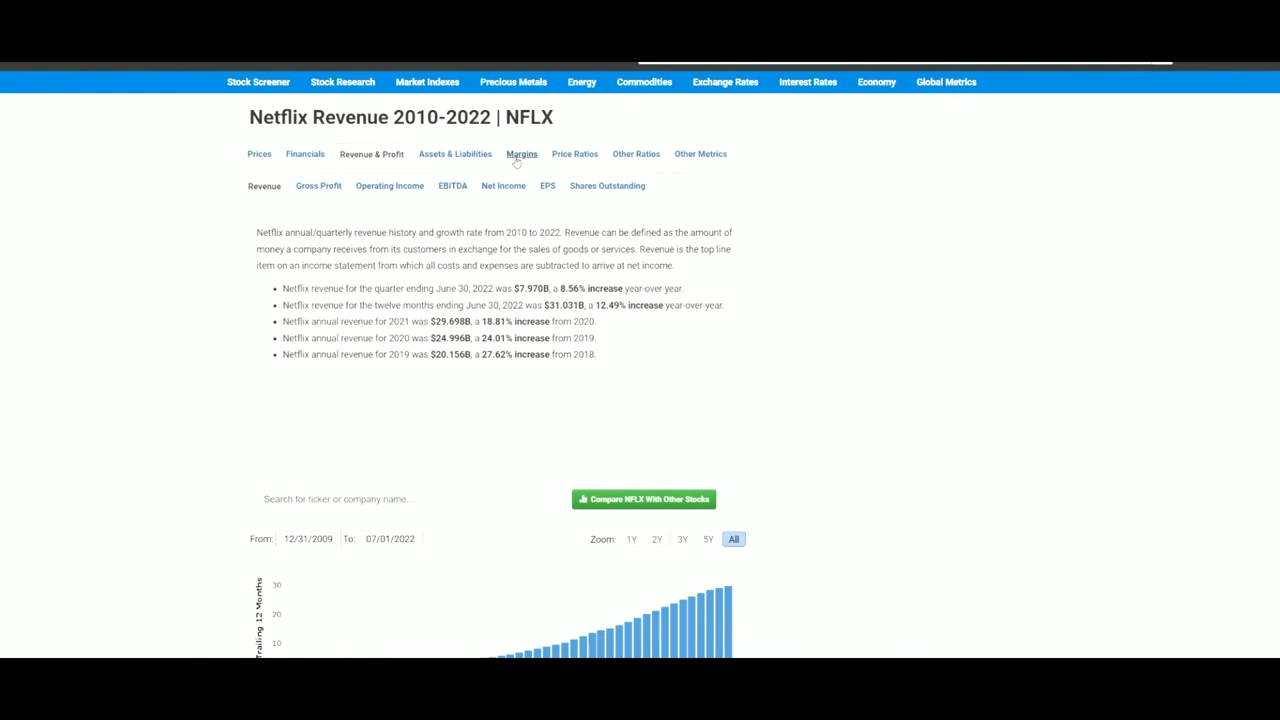 Stock Screener Stock Research Market Indexes Precious Metals Energy Commodities Exchange Rates Interest Rates Economy Global Metrics
Netflix Revenue 2010-2022 | NFLX
Prices Financials Revenue & Profit Assets & Liabilities Margins Price Ratios Other Ratios Other Metrics
Revenue Gross Profit Operating Income EBITDA Net Income EPS Shares Outstanding
Netflix annual/quarterly revenue history and growth rate from 2010 to 2022. Revenue can be defined as the amount of
money a company receives from its customers in exchange for the sales of goods or services. Revenue is the top line
item on an income statement from which all costs and expenses are subtracted to arrive at net income.
• Netflix revenue for the quarter ending June 30, 2022 was $7.970B, a 8.56% increase year-over-year.
• Netflix revenue for the twelve months ending June 30, 2022 was $31.031B, a 12.49% increase year-over-year.
• Netflix annual revenue for 2021 was $29.698B, a 18.81% increase from 2020.
• Netflix annual revenue for 2020 was $24.996B, a 24.01% increase from 2019.
• Netflix annual revenue for 2019 was $20.156B, a 27.62% increase from 2018.
Search for ticker or company name...
Compare NFLX With Other Stocks
From: 12/31/2009 To: 07/01/2022 Zoom: 1Y 2Y 3Y 5Y All
Trailing 12 Months
30
20
10